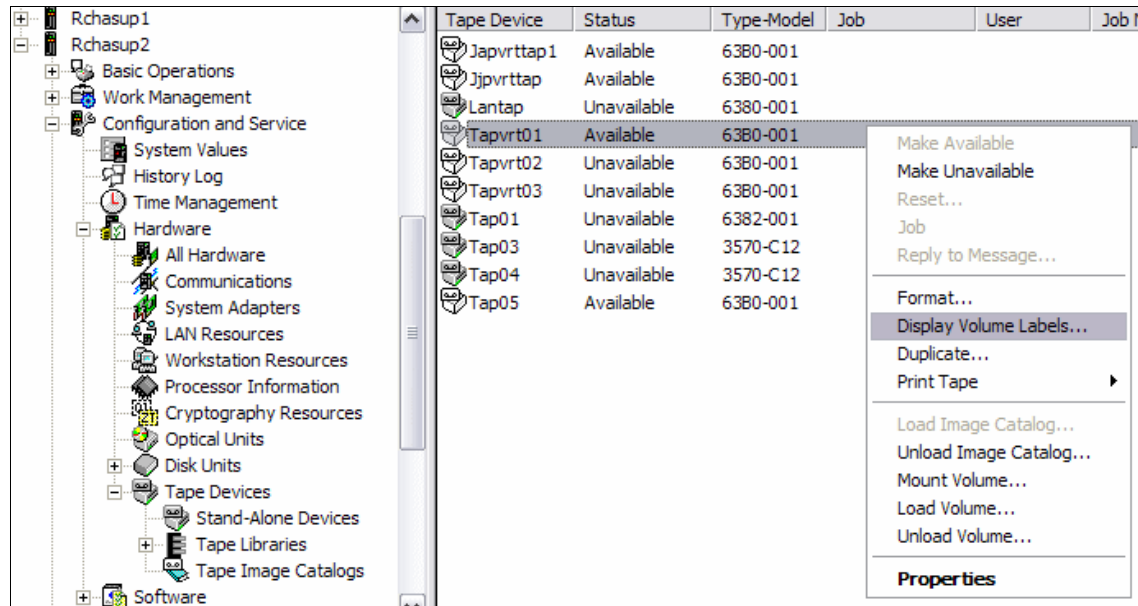 Rchasup1
Rchasup2
Basic Operations
Work Management
Configuration and Service
System Values
History Log
Time Management
Hardware
All Hardware
Communications
System Adapters
LAN Resources
Workstation Resources
Processor Information
Cryptography Resources
Optical Units
Disk Units
Tape Devices
Stand-Alone Devices
Tape Libraries
Tape Image Catalogs
Software
Tape Device Status Type-Model Job User Job
Japvrttap1 Available 63B0-001
Jjpvrttap Available 63B0-001
Lantap Unavailable 6380-001
Tapvrt01 Available 63B0-001
Tapvrt02 Unavailable 63B0-001
Tapvrt03 Unavailable 63B0-001
Tap01 Unavailable 6382-001
Tap03 Unavailable 3570-C12
Tap04 Unavailable 3570-C12
Tap05 Available 63B0-001
Make Available
Make Unavailable
Reset...
Job
Reply to Message...
Format...
Display Volume Labels...
Duplicate...
Print Tape
Load Image Catalog...
Unload Image Catalog...
Mount Volume...
Load Volume...
Unload Volume...
Properties